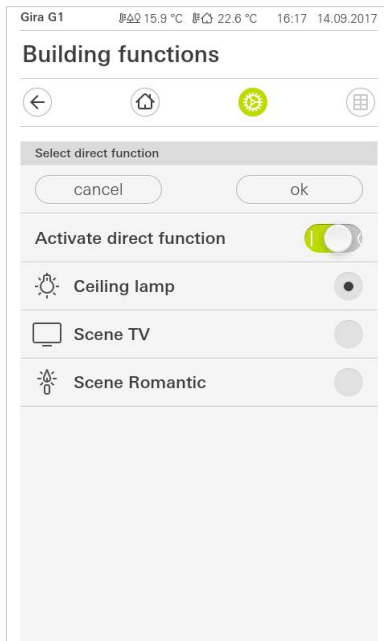 Gira G1 15.9 °C 22.6 °C 16:17 14.09.2017
Building functions
Select direct function
cancel ok
Activate direct function
Ceiling lamp
Scene TV
Scene Romantic